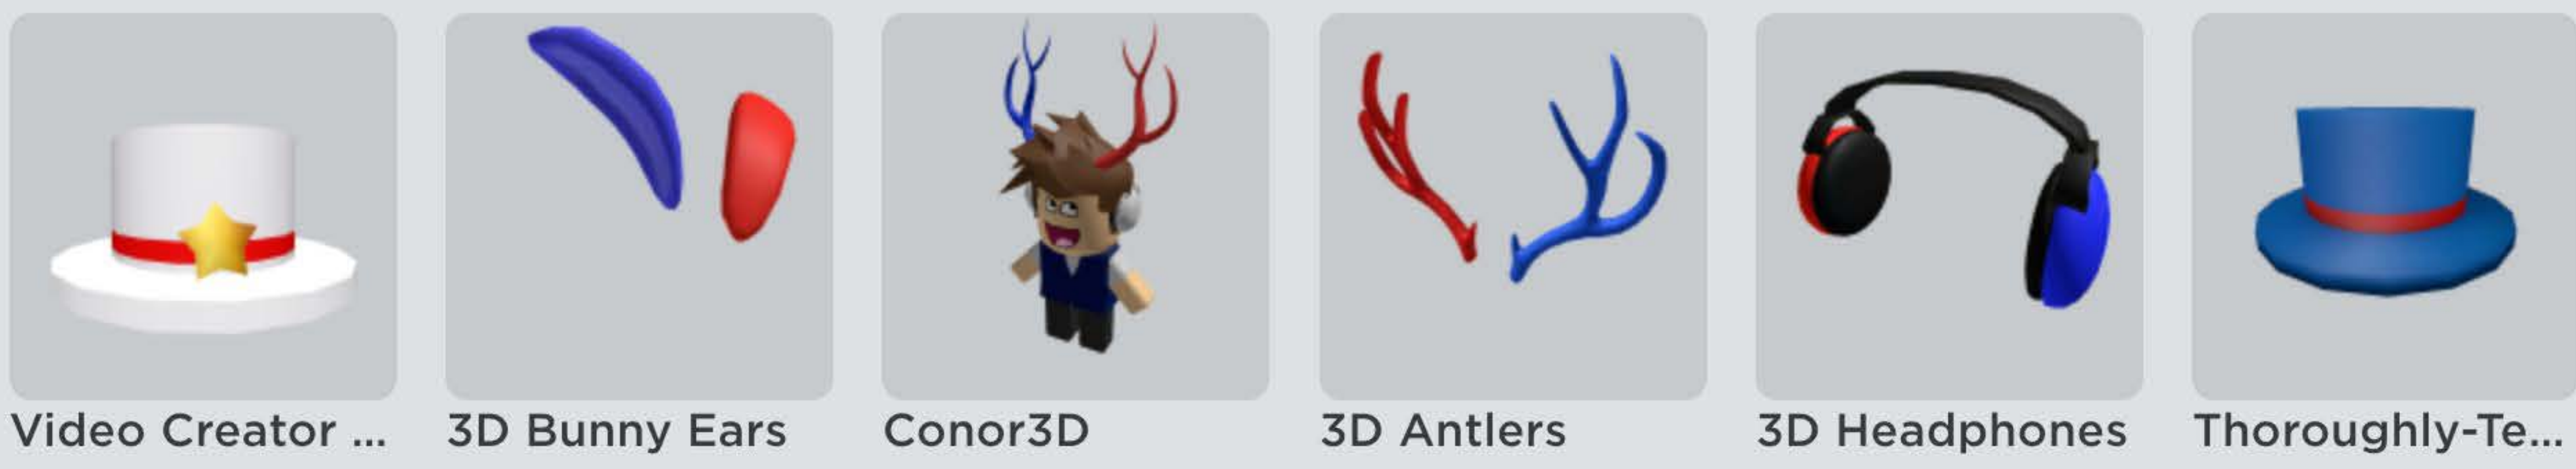 Video Creator ...
3D Bunny Ears
Conor3D
3D Antlers
3D Headphones
Thoroughly-Te...